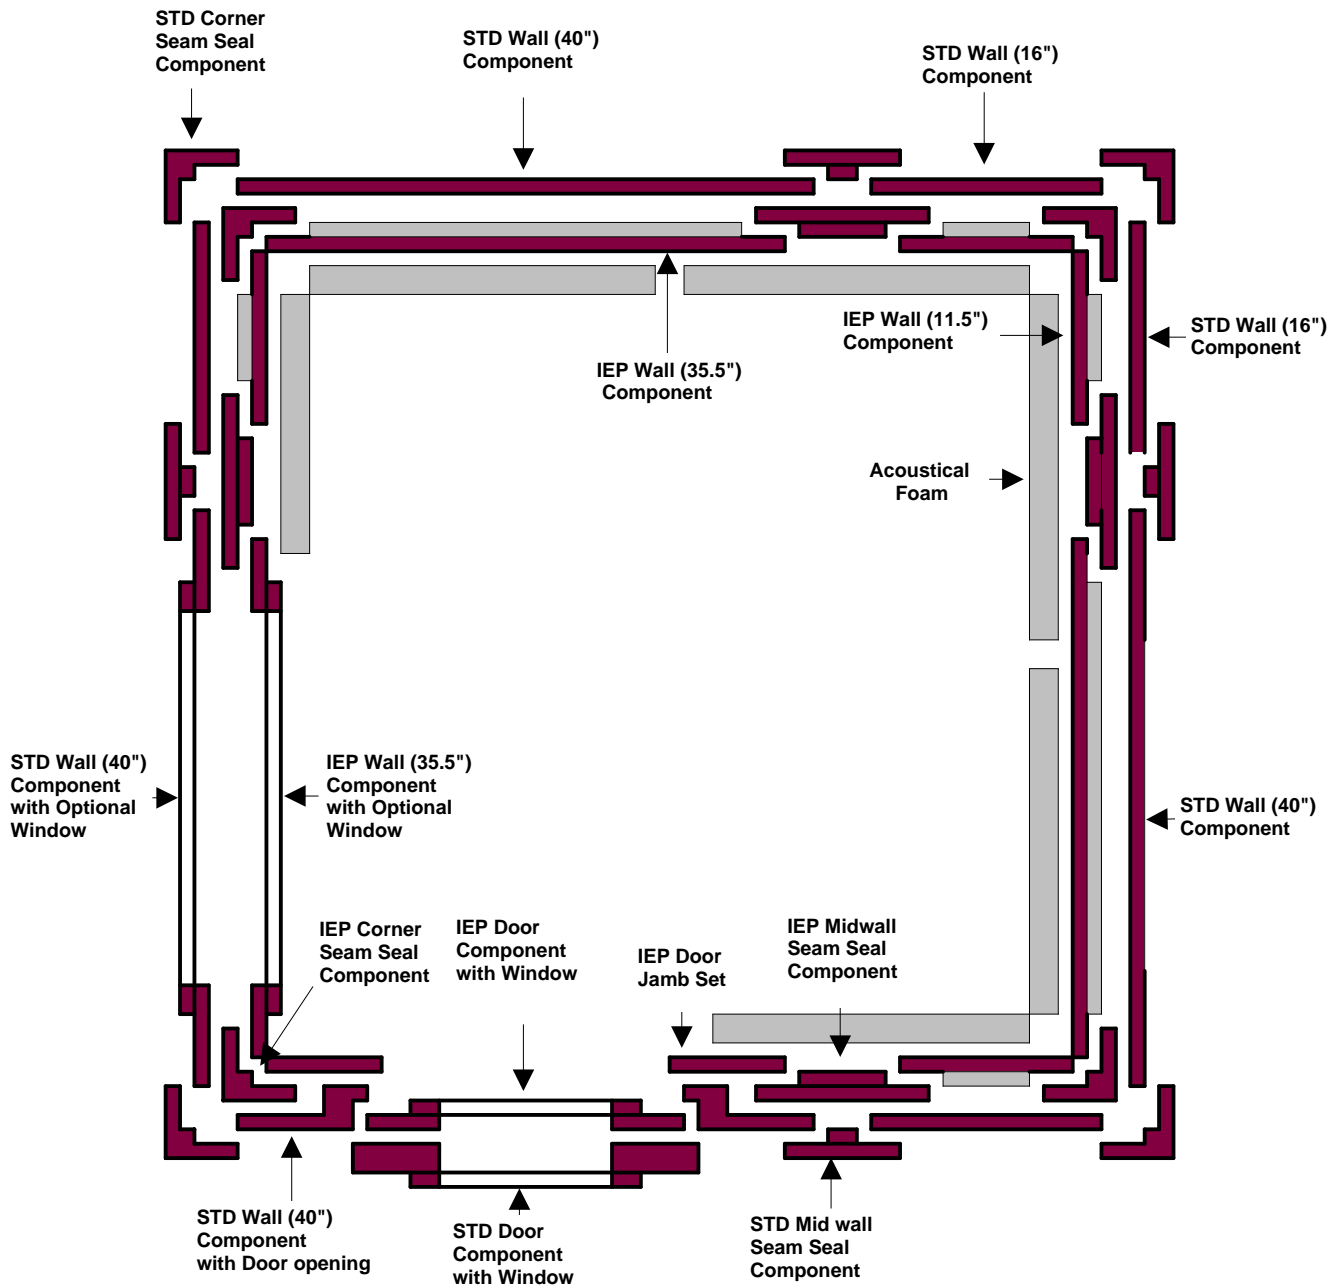 STD Corner
Seam Seal
Component
STD Wall (40")
Component
STD Wall (16")
Component
IEP Wall (11.5")
Component
STD Wall (16")
Component
IEP Wall (35.5")
Component
Acoustical
Foam
STD Wall (40")
Component
with Optional
Window
IEP Wall (35.5")
Component
with Optional
Window
STD Wall (40")
Component
IEP Corner
Seam Seal
Component
IEP Door
Component
with Window
IEP Door
Jamb Set
IEP Midwall
Seam Seal
Component
STD Wall (40")
Component
with Door opening
STD Door
Component
with Window
STD Mid wall
Seam Seal
Component